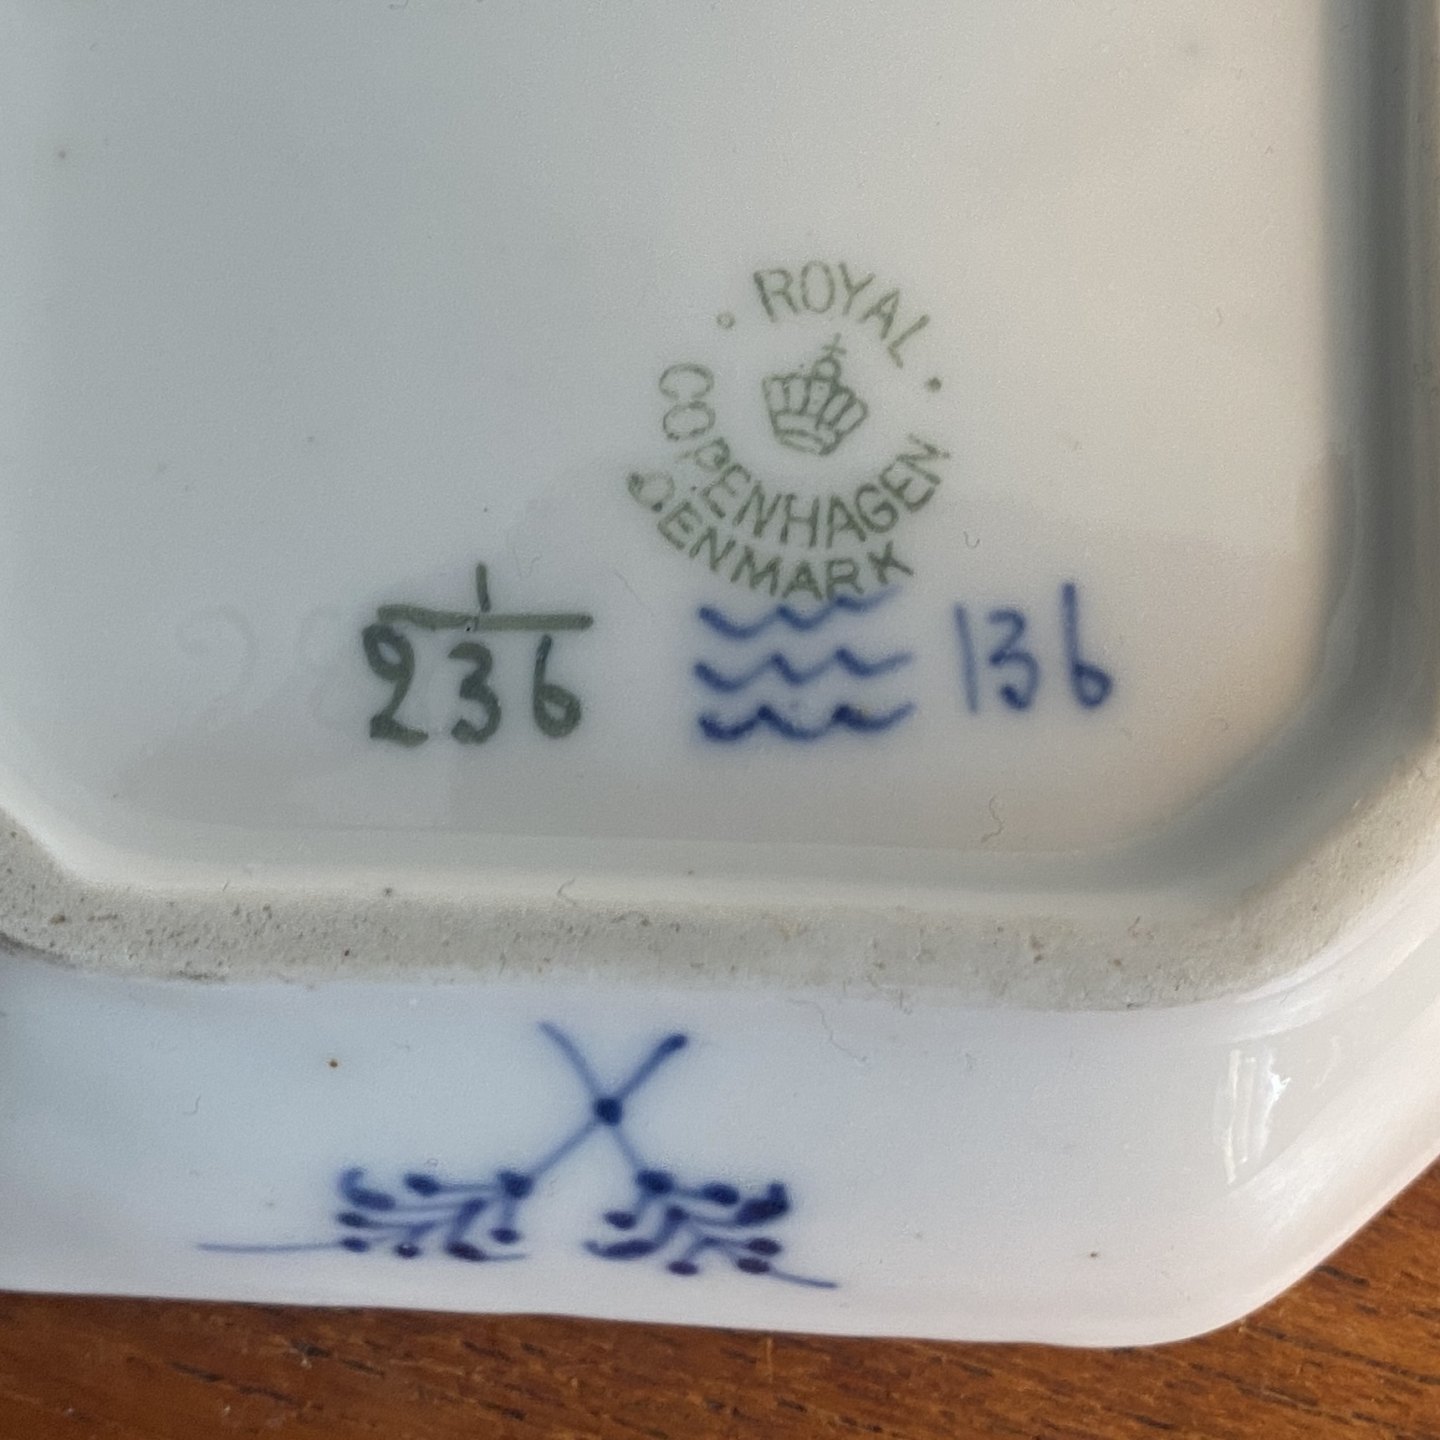 ROYAL
COPENHAGEN
DENMARK
1
236
136